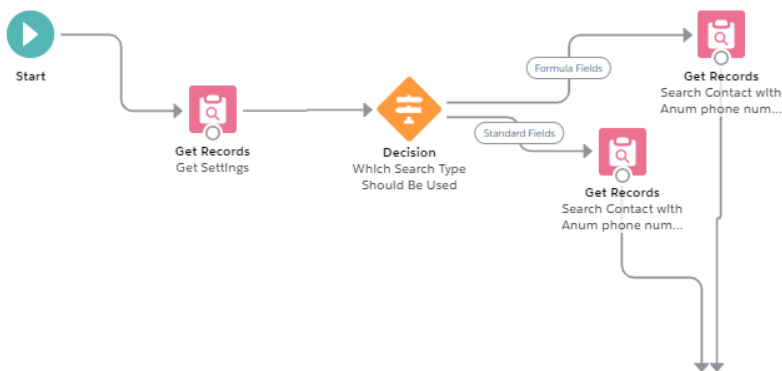 Start
Get Records
Get Settings
Decision
Which Search Type
Should Be Used
Formula Fields
Standard Fields
Get Records
Search Contact with
Anum phone num...
Get Records
Search Contact with
Anum phone num...